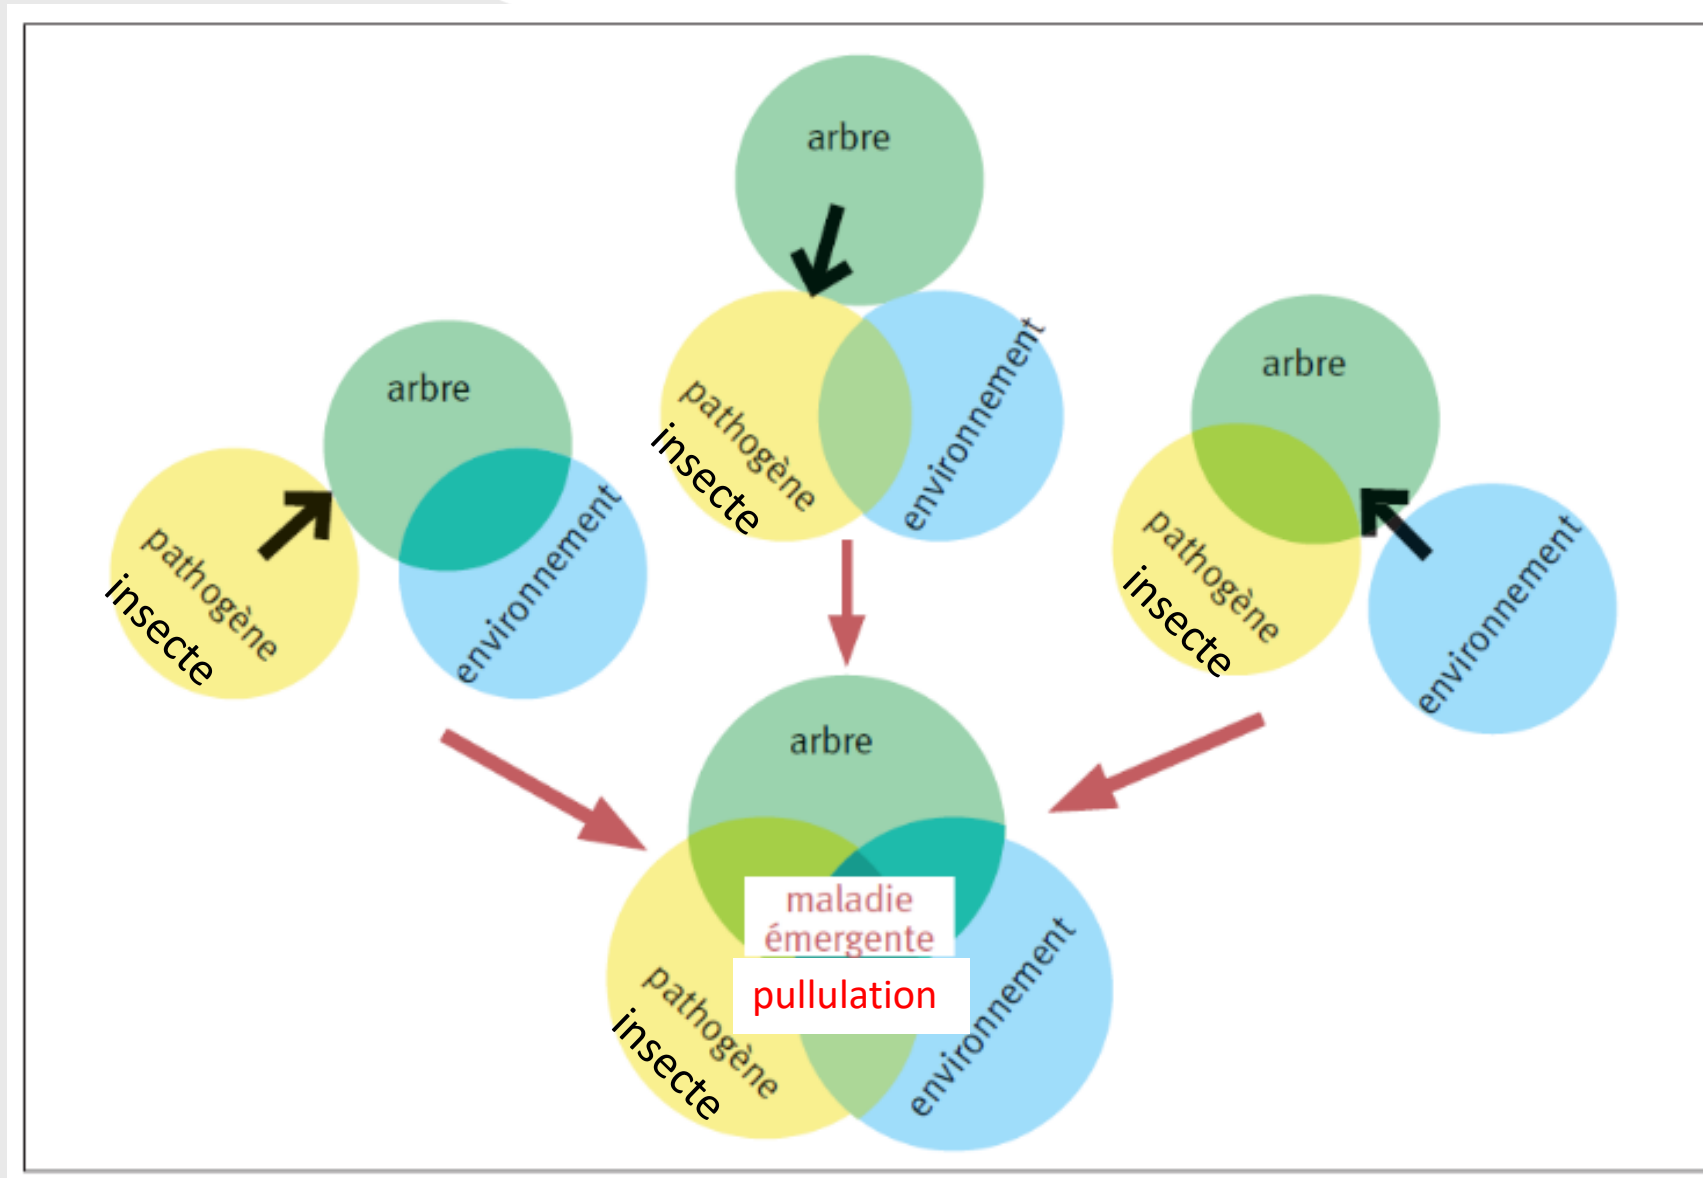 arbre
pathogène
insecte
environnement
arbre
pathogène
insecte
environnement
arbre
pathogène
insecte
environnement
arbre
maladie
émergente
pullulation
pathogène
insecte
environnement